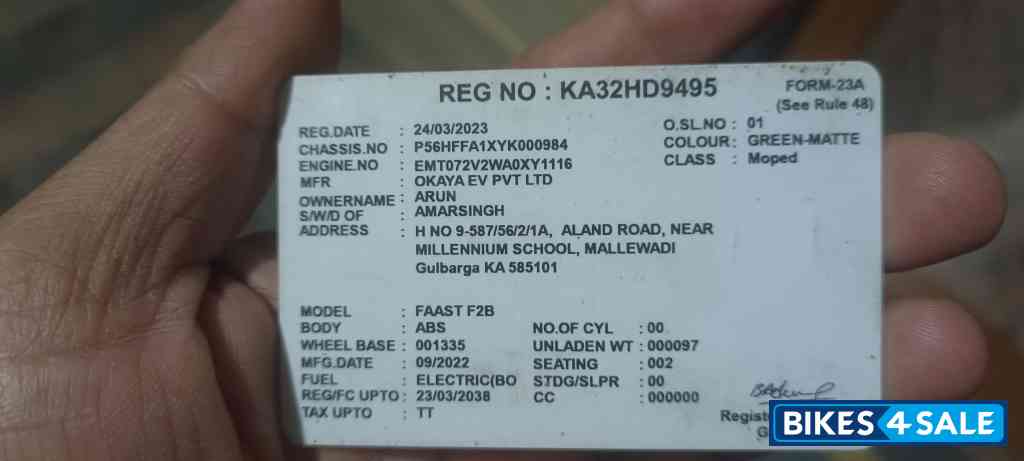 REG NO : KA32HD9495
FORM-23A
(See Rule 48)
REG.DATE : 24/03/2023
O.SL.NO : 01
CHASSIS.NO : P56HFFA1XYK000984
COLOUR: GREEN-MATTE
ENGINE.NO : EMT072V2WA0XY1116
CLASS : Moped
MFR : OKAYA EV PVT LTD
OWNERNAME : ARUN
S/W/D OF : AMARSINGH
ADDRESS : H NO 9-587/56/2/1A, ALAND ROAD, NEAR
MILLENNIUM SCHOOL, MALLEWADI
Gulbarga KA 585101
MODEL : FAAST F2B
BODY : ABS
NO.OF CYL : 00
WHEEL BASE : 001335
UNLADEN WT : 000097
MFG.DATE : 09/2022
SEATING : 002
FUEL : ELECTRIC(BO
STDG/SLPR : 00
REG/FC UPTO : 23/03/2038
CC : 000000
TAX UPTO : TT
BIKES4SALE